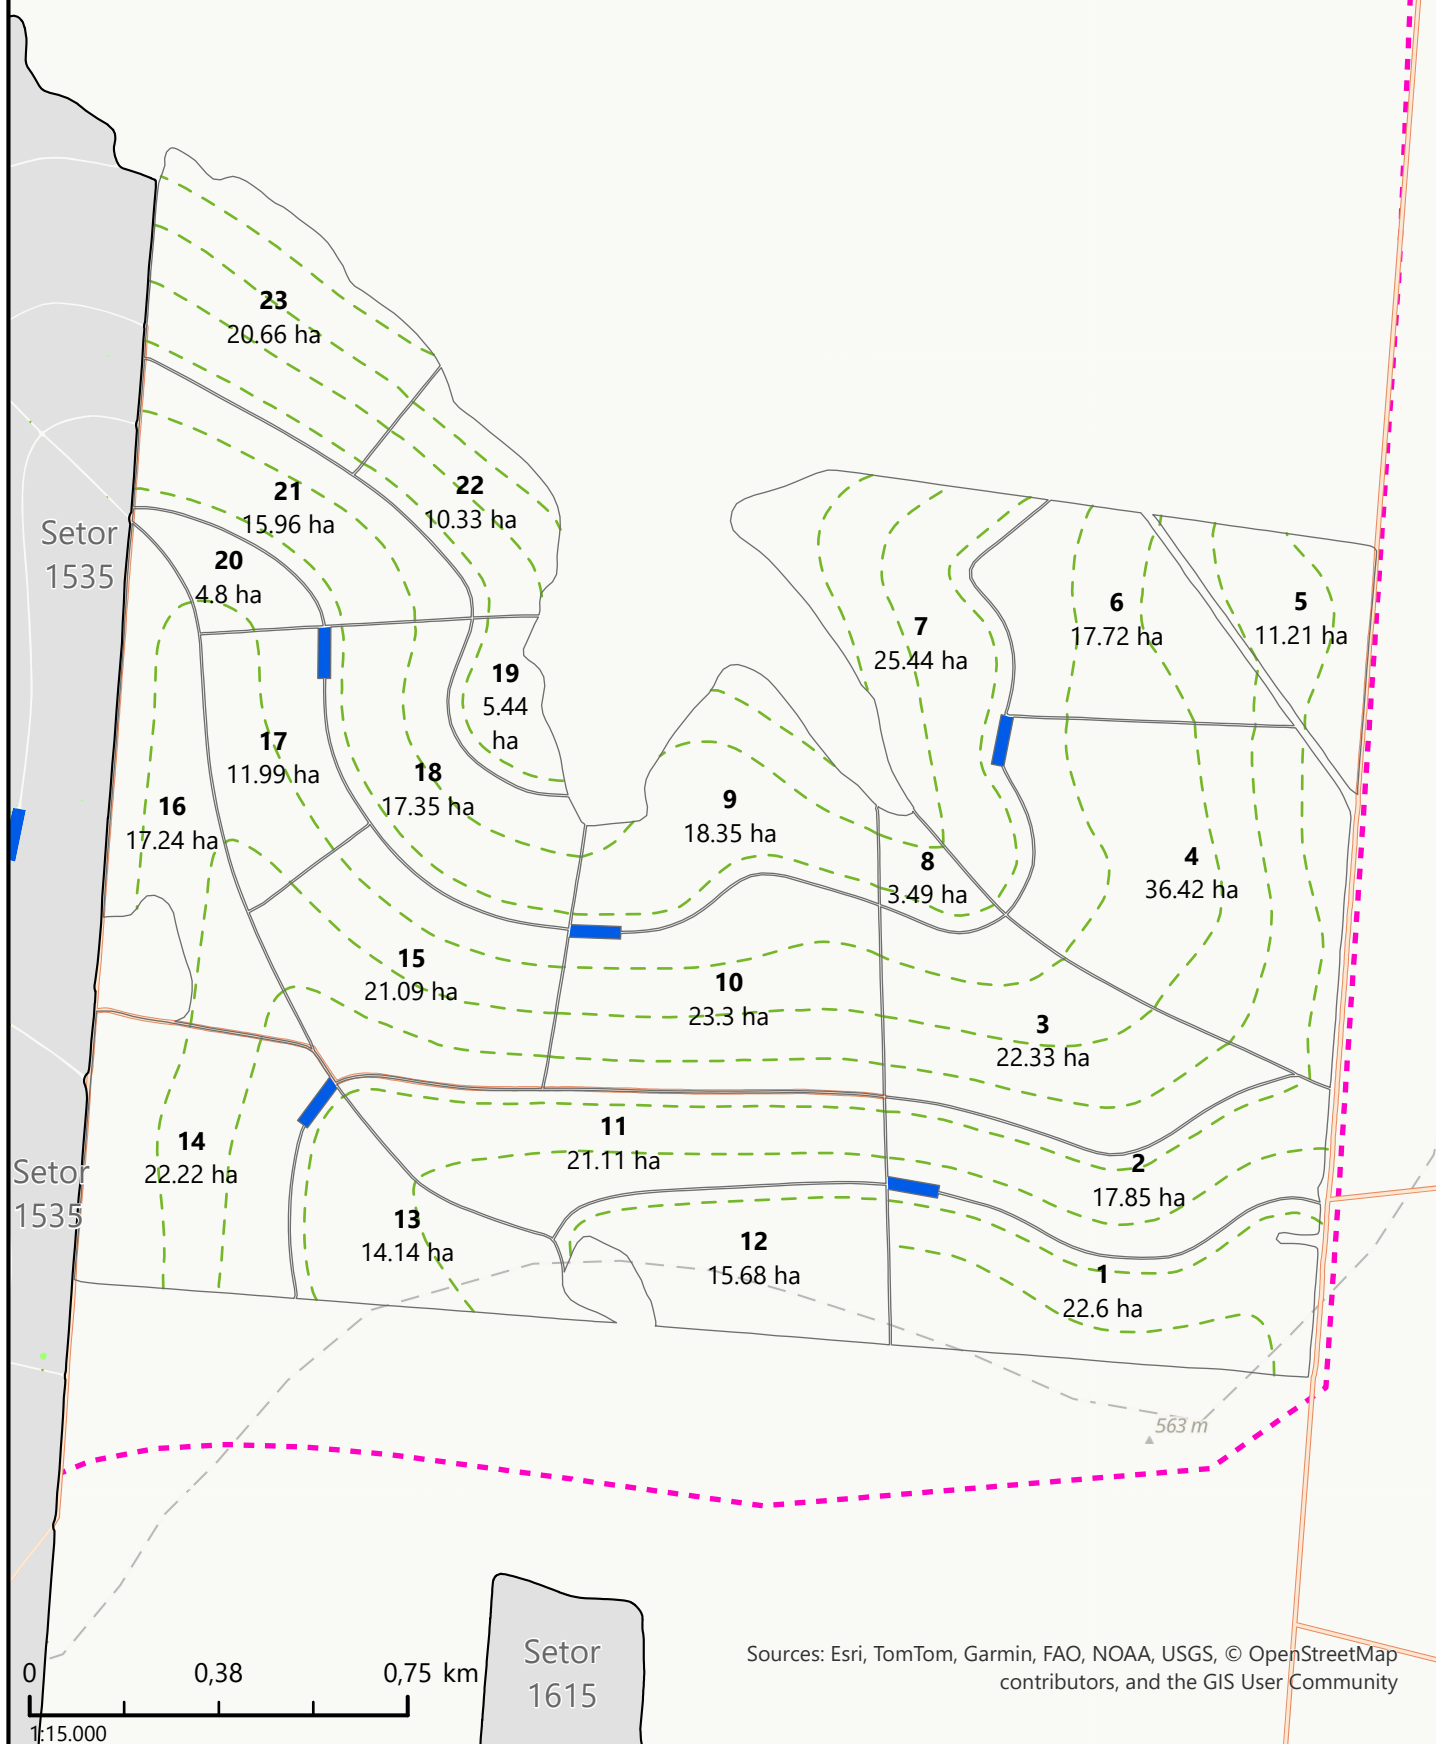 23
20.66 ha
22
10.33 ha
21
15.96 ha
Setor
1535
20
4.8 ha
6
17.72 ha
5
11.21 ha
7
25.44 ha
19
5.44
ha
17
11.99 ha
18
17.35 ha
16
17.24 ha
9
18.35 ha
8
3.49 ha
4
36.42 ha
15
21.09 ha
10
23.3 ha
3
22.33 ha
14
22.22 ha
11
21.11 ha
2
17.85 ha
Setor
1535
13
14.14 ha
12
15.68 ha
1
22.6 ha
563 m
Setor
1615
Sources: Esri, TomTom, Garmin, FAO, NOAA, USGS, © OpenStreetMap
contributors, and the GIS User Community
0 0,38 0,75 km
1:15.000